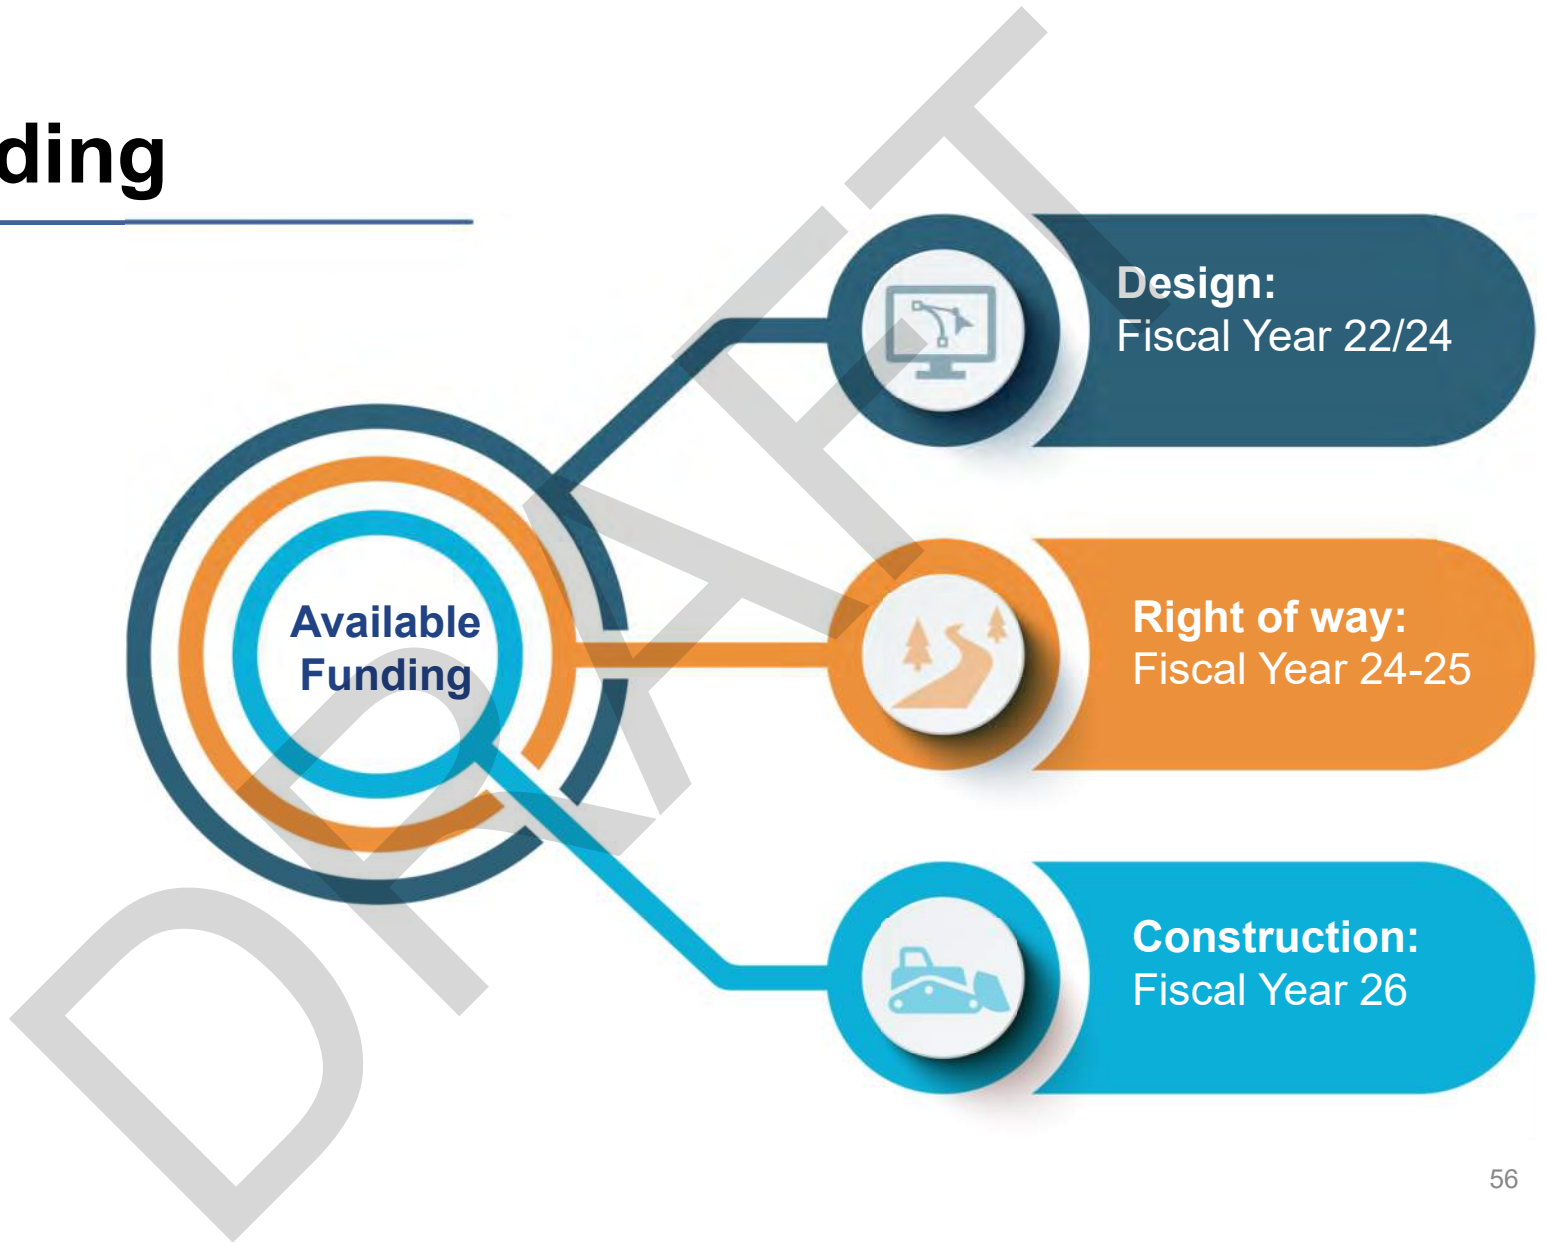 ding
Design:
Fiscal Year 22/24
Available
Funding
Right of way:
Fiscal Year 24-25
Construction:
Fiscal Year 26
DRAFT
56